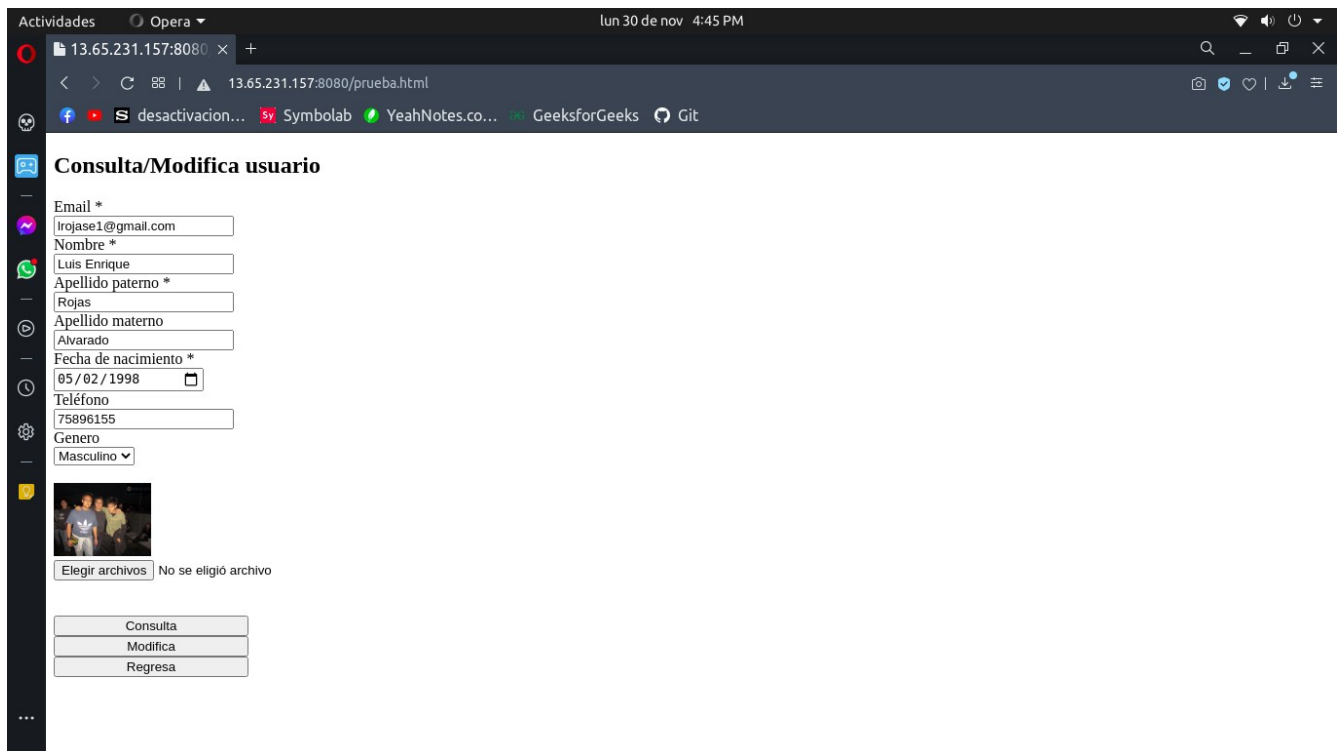 Actividades Opera lun 30 de nov 4:45 PM
13.65.231.157:8080 × +
13.65.231.157:8080/prueba.html
desactivacion... Sy Symbolab YeahNotes.co... GeeksforGeeks Git
Consulta/Modifica usuario
Email *
lrojase1@gmail.com
Nombre *
Luis Enrique
Apellido paterno *
Rojas
Apellido materno
Alvarado
Fecha de nacimiento *
05/02/1998
Teléfono
75896155
Genero
Masculino
Elegir archivos No se eligió archivo
Consulta
Modifica
Regresa